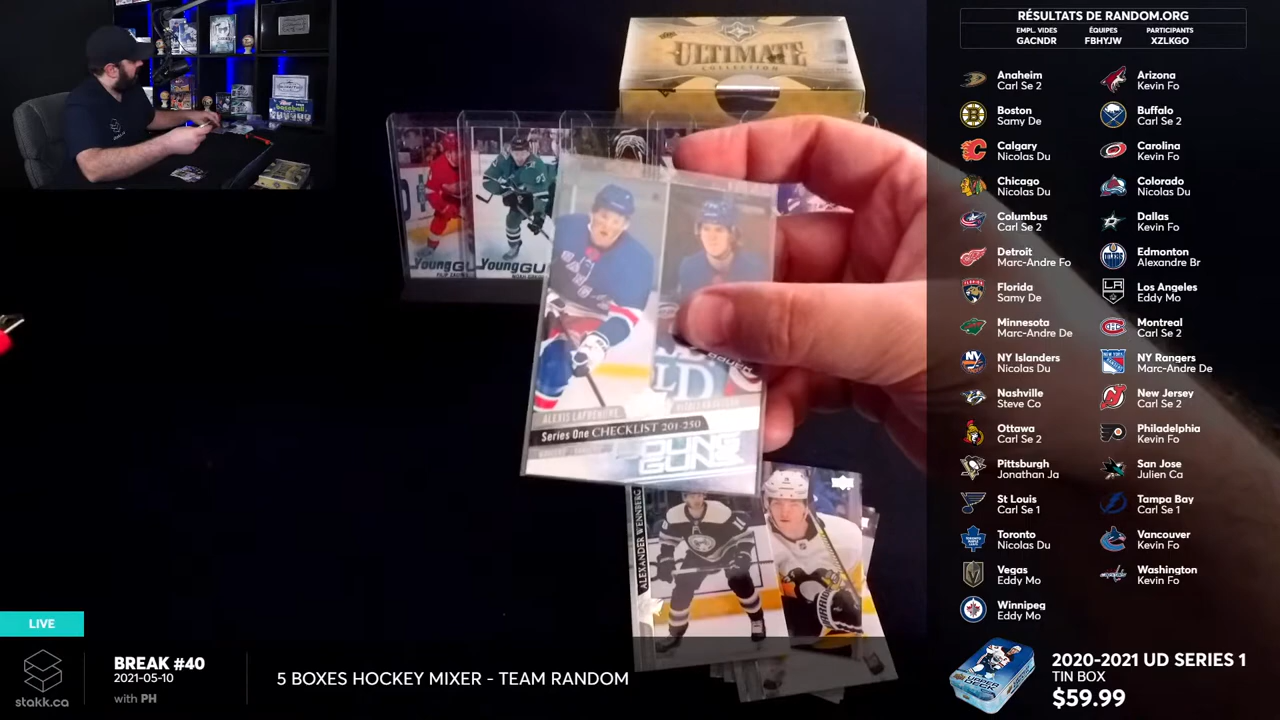 ULTIMATE
COLLECTION
YOUNG GU
YOUNG GU
ALEXIS LAFRENIÈRE
Series One CHECKLIST 201-250
YOUNG
GUNS
ALEXANDER WENNBERG
RÉSULTATS DE RANDOM.ORG
EMPL. VIDES
GACNDR
ÉQUIPES
FBHYJW
PARTICIPANTS
XZLKGO
Anaheim
Carl Se 2
Arizona
Kevin Fo
Boston
Samy De
Buffalo
Carl Se 2
Calgary
Nicolas Du
Carolina
Kevin Fo
Chicago
Nicolas Du
Colorado
Nicolas Du
Columbus
Carl Se 2
Dallas
Kevin Fo
Detroit
Marc-Andre Fo
Edmonton
Alexandre Br
Florida
Samy De
Los Angeles
Eddy Mo
Minnesota
Marc-Andre De
Montreal
Carl Se 2
NY Islanders
Nicolas Du
NY Rangers
Marc-Andre De
Nashville
Steve Co
New Jersey
Carl Se 2
Ottawa
Carl Se 2
Philadelphia
Kevin Fo
Pittsburgh
Jonathan Ja
San Jose
Julien Ca
St Louis
Carl Se 1
Tampa Bay
Carl Se 1
Toronto
Nicolas Du
Vancouver
Kevin Fo
Vegas
Eddy Mo
Washington
Kevin Fo
Winnipeg
Eddy Mo
LIVE
stakk.ca
BREAK #40
2021-05-10
with PH
5 BOXES HOCKEY MIXER - TEAM RANDOM
2020-2021 UD SERIES 1
TIN BOX
$59.99